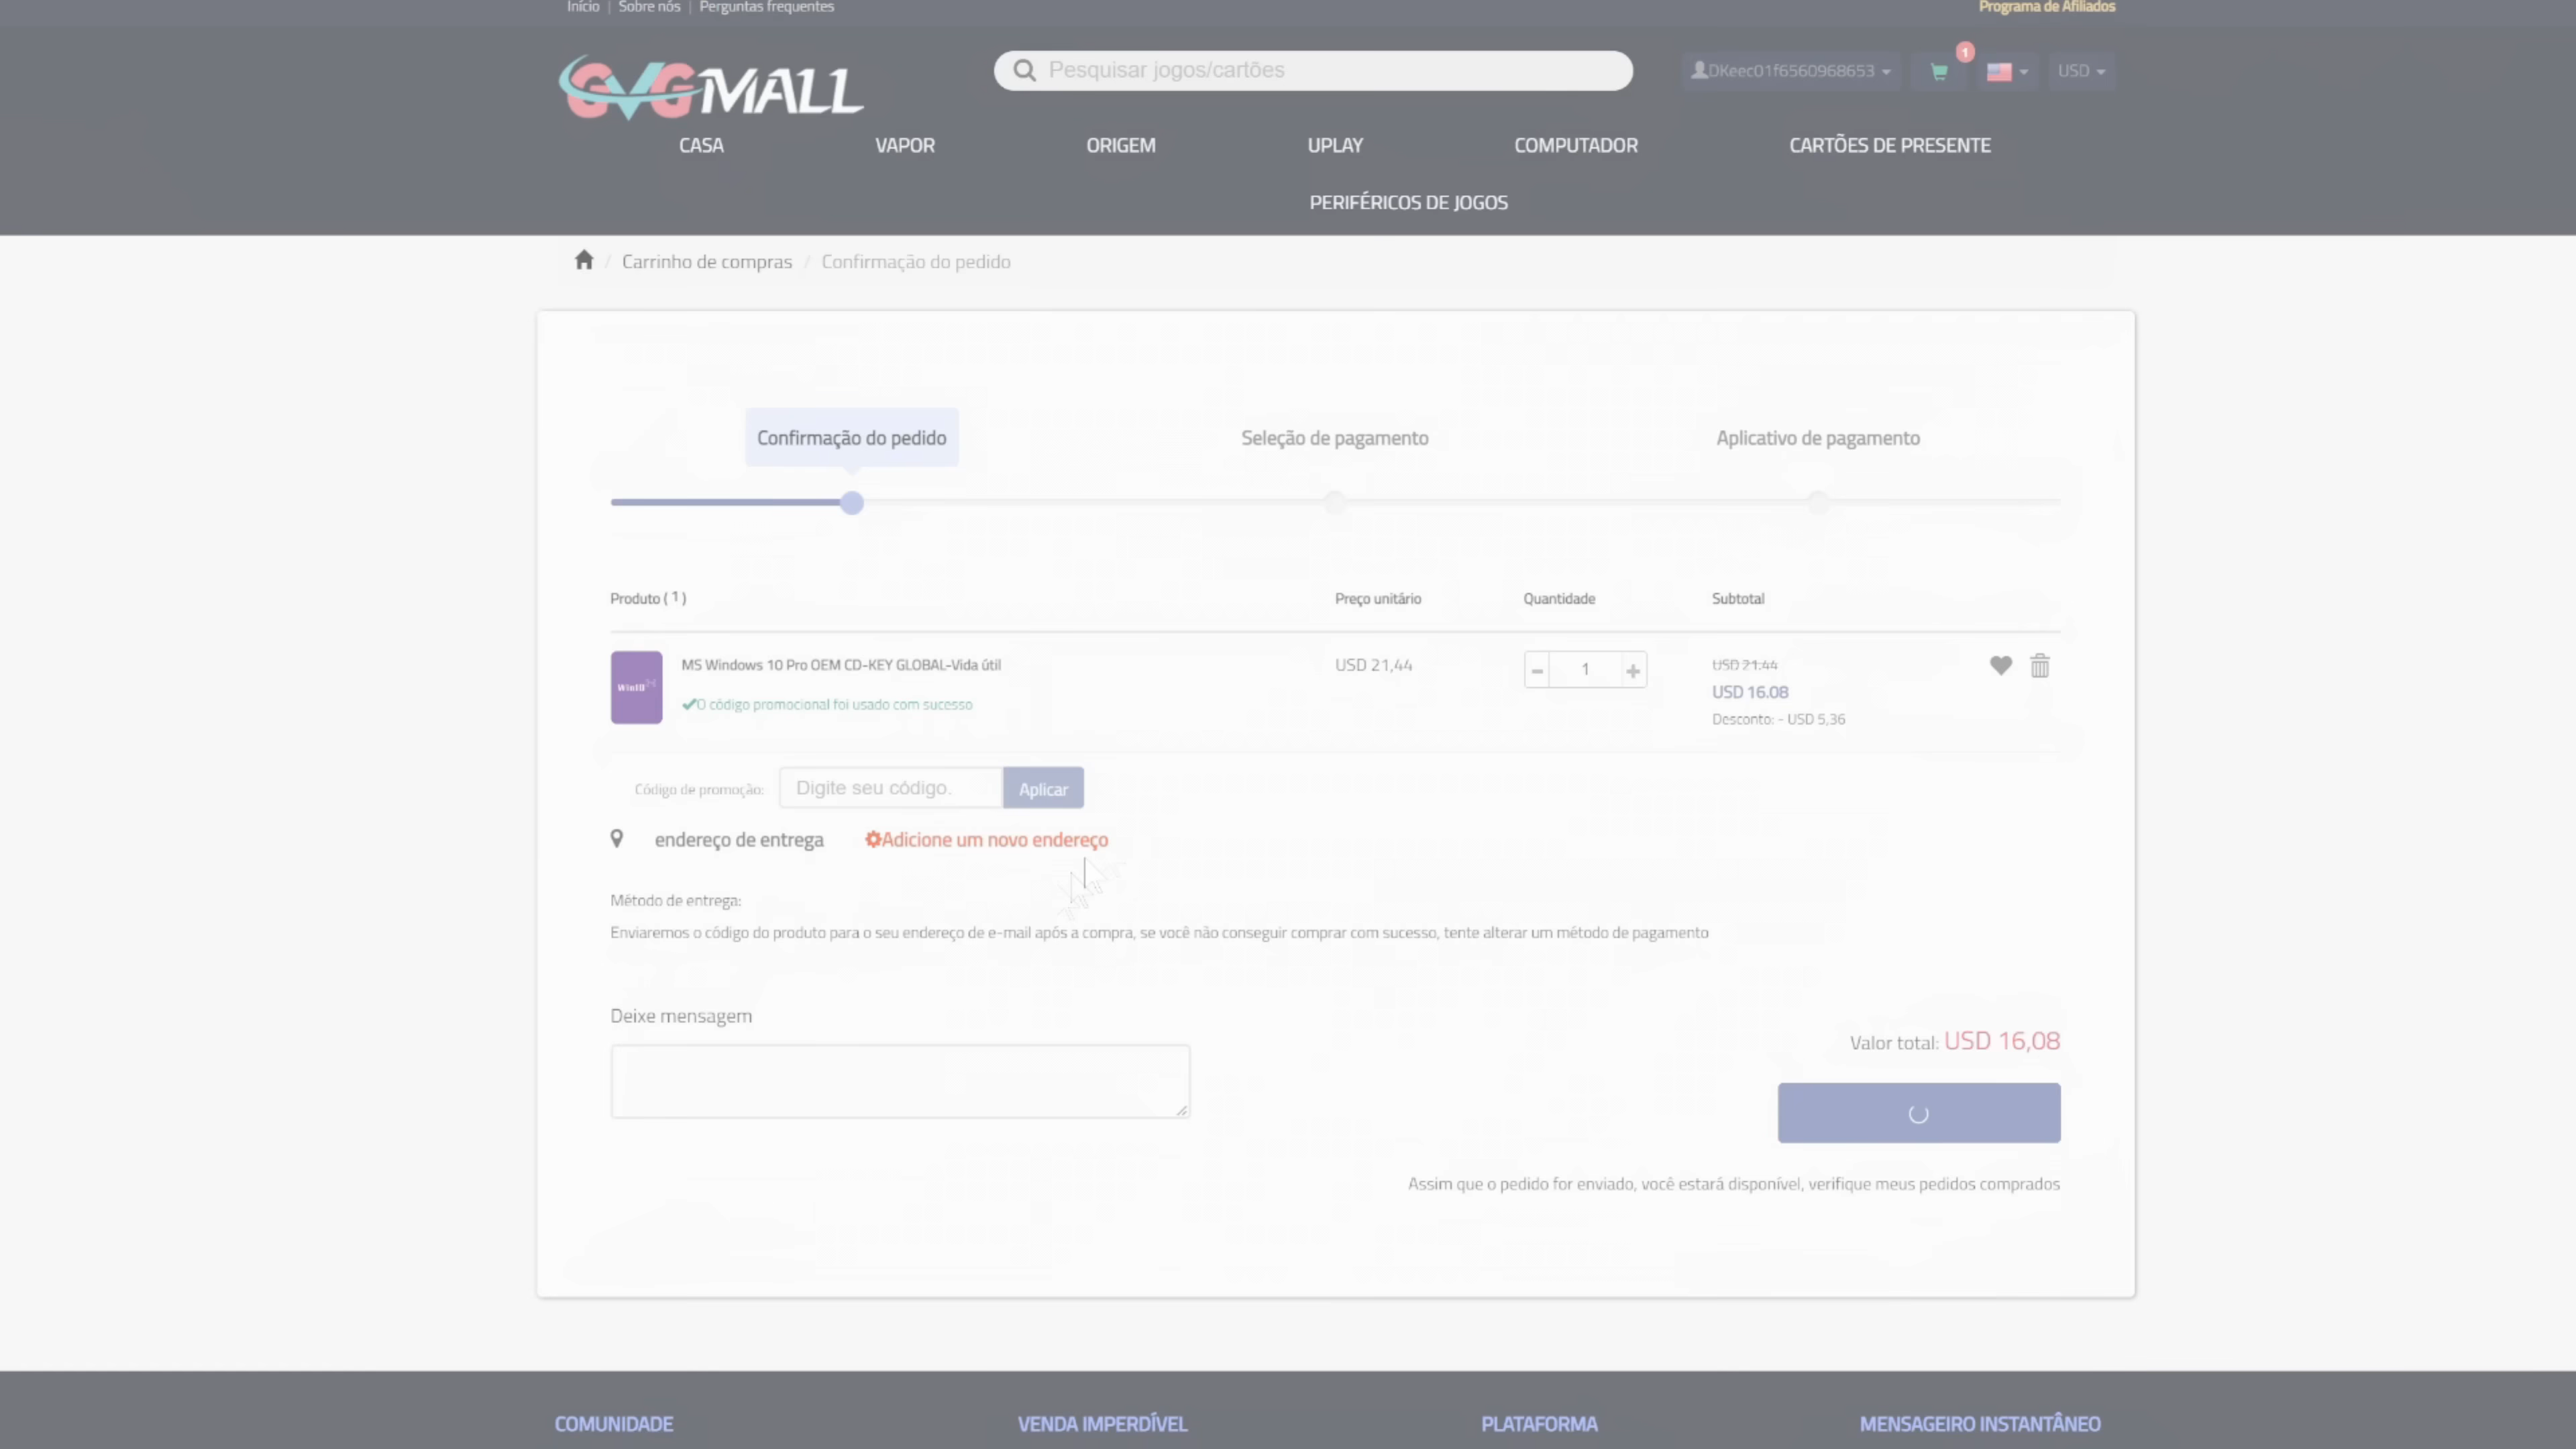 Início | Sobre nós | Perguntas frequentes
Programa de Afiliados
GVGMALL
Pesquisar jogos/cartões
DKeec01f6560968653
1
USD
CASA
VAPOR
ORIGEM
UPLAY
COMPUTADOR
CARTÕES DE PRESENTE
PERIFÉRICOS DE JOGOS
/ Carrinho de compras / Confirmação do pedido
Confirmação do pedido
Seleção de pagamento
Aplicativo de pagamento
Produto ( 1 )
Preço unitário
Quantidade
Subtotal
Win10
MS Windows 10 Pro OEM CD-KEY GLOBAL-Vida útil
USD 21,44
- 1 +
USD 21.44
USD 16.08
O código promocional foi usado com sucesso
Desconto: - USD 5,36
Código de promoção:
Digite seu código.
Aplicar
endereço de entrega
Adicione um novo endereço
Método de entrega:
Enviaremos o código do produto para o seu endereço de e-mail após a compra, se você não conseguir comprar com sucesso, tente alterar um método de pagamento
Deixe mensagem
Valor total: USD 16,08
Assim que o pedido for enviado, você estará disponível, verifique meus pedidos comprados
COMUNIDADE
VENDA IMPERDÍVEL
PLATAFORMA
MENSAGEIRO INSTANTÂNEO